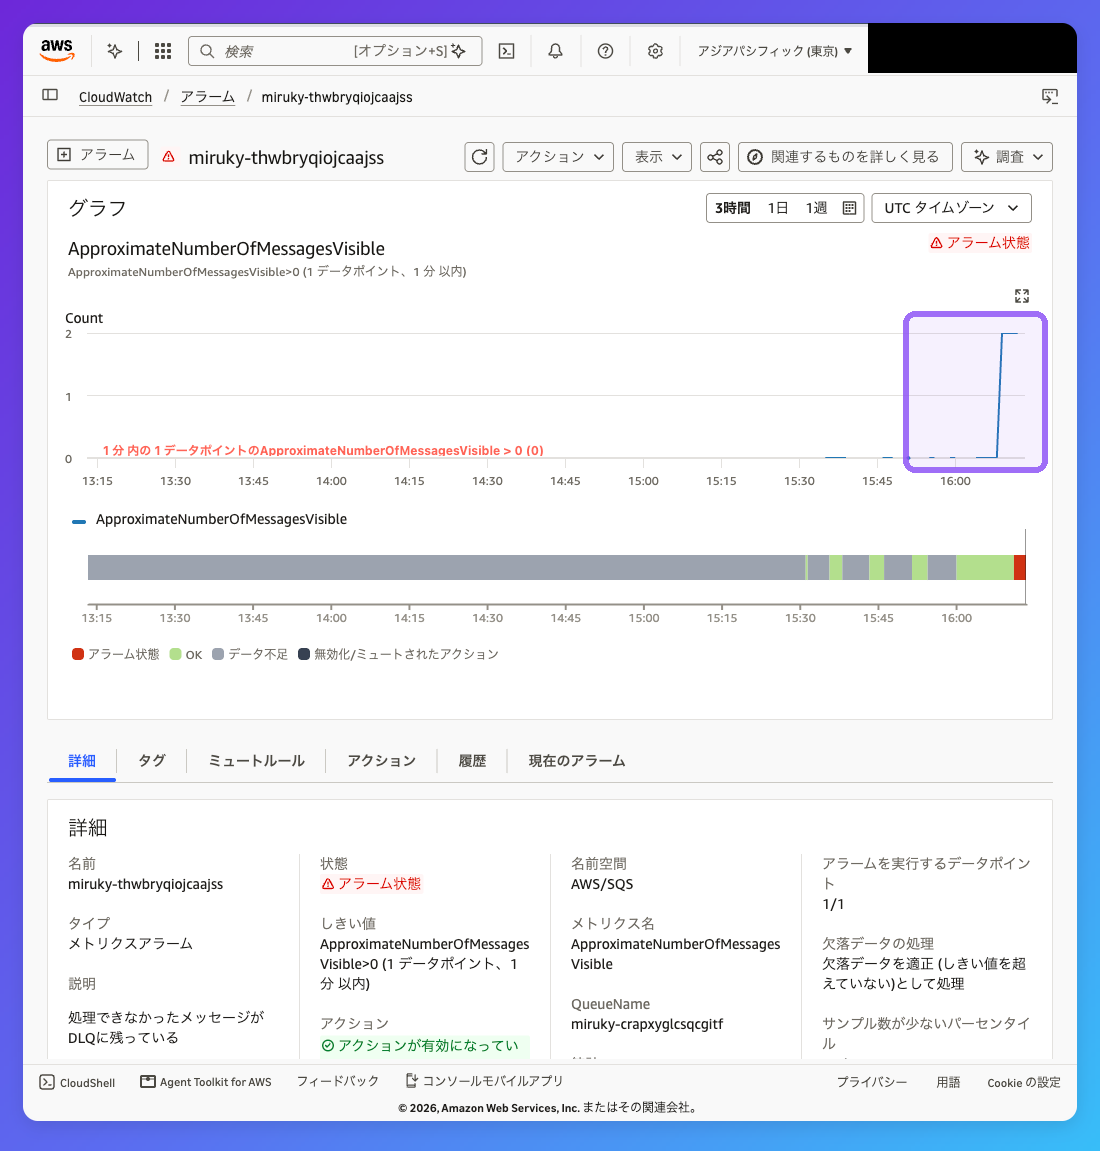 aws
検索
[オプション+S]
アジアパシフィック (東京) ▼
CloudWatch / アラーム / miruky-thwbryqiojcaajss
アラーム
miruky-thwbryqiojcaajss
アクション
表示
関連するものを詳しく見る
調査
グラフ
3時間 1日 1週
UTC タイムゾーン
ApproximateNumberOfMessagesVisible
アラーム状態
ApproximateNumberOfMessagesVisible>0 (1 データポイント、1 分 以内)
Count
2
1
0
1 分 内の 1 データポイントのApproximateNumberOfMessagesVisible > 0 (0)
13:15 13:30 13:45 14:00 14:15 14:30 14:45 15:00 15:15 15:30 15:45 16:00
ApproximateNumberOfMessagesVisible
13:15 13:30 13:45 14:00 14:15 14:30 14:45 15:00 15:15 15:30 15:45 16:00
アラーム状態 OK データ不足 無効化/ミュートされたアクション
詳細 タグ ミュートルール アクション 履歴 現在のアラーム
詳細
名前
miruky-thwbryqiojcaajss
タイプ
メトリクスアラーム
説明
処理できなかったメッセージが
DLQに残っている
状態
アラーム状態
しきい値
ApproximateNumberOfMessages
Visible>0 (1 データポイント、1
分 以内)
アクション
アクションが有効になってい
名前空間
AWS/SQS
メトリクス名
ApproximateNumberOfMessages
Visible
QueueName
miruky-crapxyglcsqcgitf
アラームを実行するデータポイン
ト
1/1
欠落データの処理
欠落データを適正 (しきい値を超
えていない)として処理
サンプル数が少ないパーセンタイ
ル
CloudShell
Agent Toolkit for AWS
フィードバック
コンソールモバイルアプリ
プライバシー
用語
Cookie の設定
© 2026, Amazon Web Services, Inc. またはその関連会社。